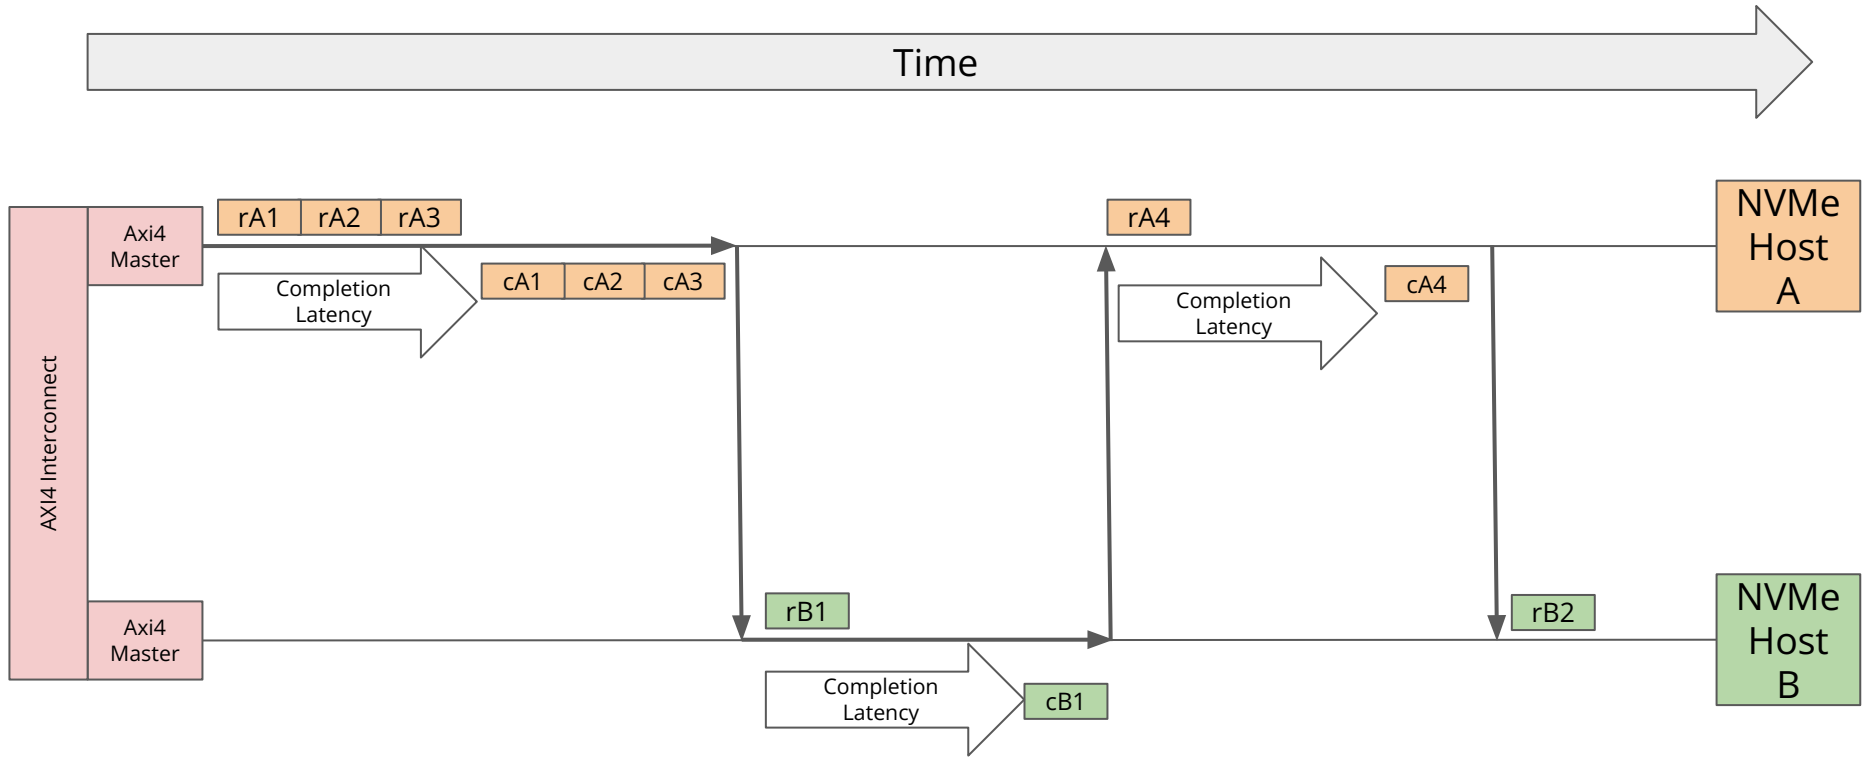 Time
rA1 rA2 rA3
rA4
Axi4
Master
NVMe
Host
A
Completion
Latency
cA1 cA2 cA3
Completion
Latency
cA4
AXI4 Interconnect
Axi4
Master
rB1
rB2
NVMe
Host
B
Completion
Latency
cB1